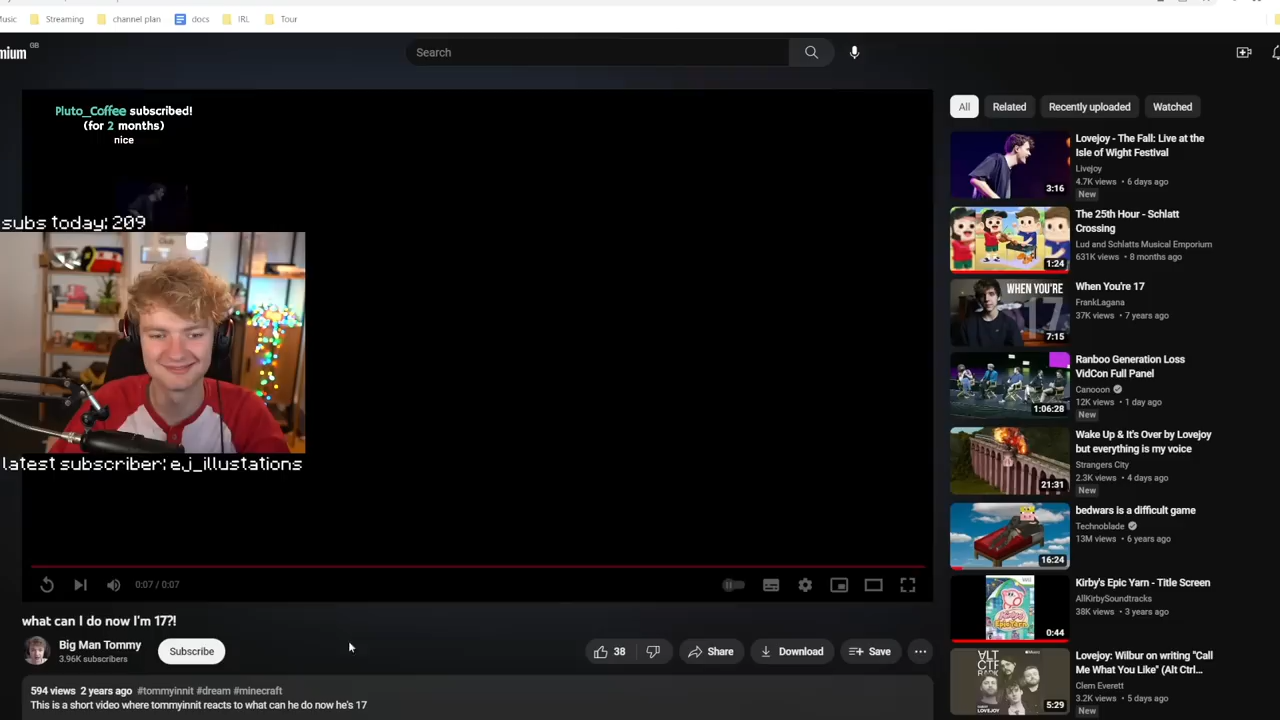 Music
Streaming
channel plan
docs
IRL
Tour
mium GB
Search
Pluto_Coffee subscribed!
(for 2 months)
nice
subs today: 209
latest subscriber: e.j_illustations
0:07 / 0:07
what can I do now I'm 17?!
Big Man Tommy
3.96K subscribers
Subscribe
38
Share
Download
Save
594 views 2 years ago #tommyinnit #dream #minecraft
This is a short video where tommyinnit reacts to what can he do now he's 17
All
Related
Recently uploaded
Watched
3:16
Lovejoy - The Fall: Live at the
Isle of Wight Festival
Livejoy
4.7K views • 6 days ago
New
1:24
The 25th Hour - Schlatt
Crossing
Lud and Schlatts Musical Emporium
631K views • 8 months ago
WHEN YOU'RE
17
7:15
When You're 17
FrankLagana
37K views • 7 years ago
1:06:28
Ranboo Generation Loss
VidCon Full Panel
Canooon
12K views • 1 day ago
New
21:31
Wake Up & It's Over by Lovejoy
but everything is my voice
Strangers City
2.3K views • 4 days ago
New
16:24
bedwars is a difficult game
Technoblade
13M views • 6 years ago
0:44
Kirby's Epic Yarn - Title Screen
AllKirbySoundtracks
38K views • 3 years ago
ALT
CTRL
5:29
Lovejoy: Wilbur on writing "Call
Me What You Like" (Alt Ctrl...
Clem Everett
3.2K views • 5 days ago
New